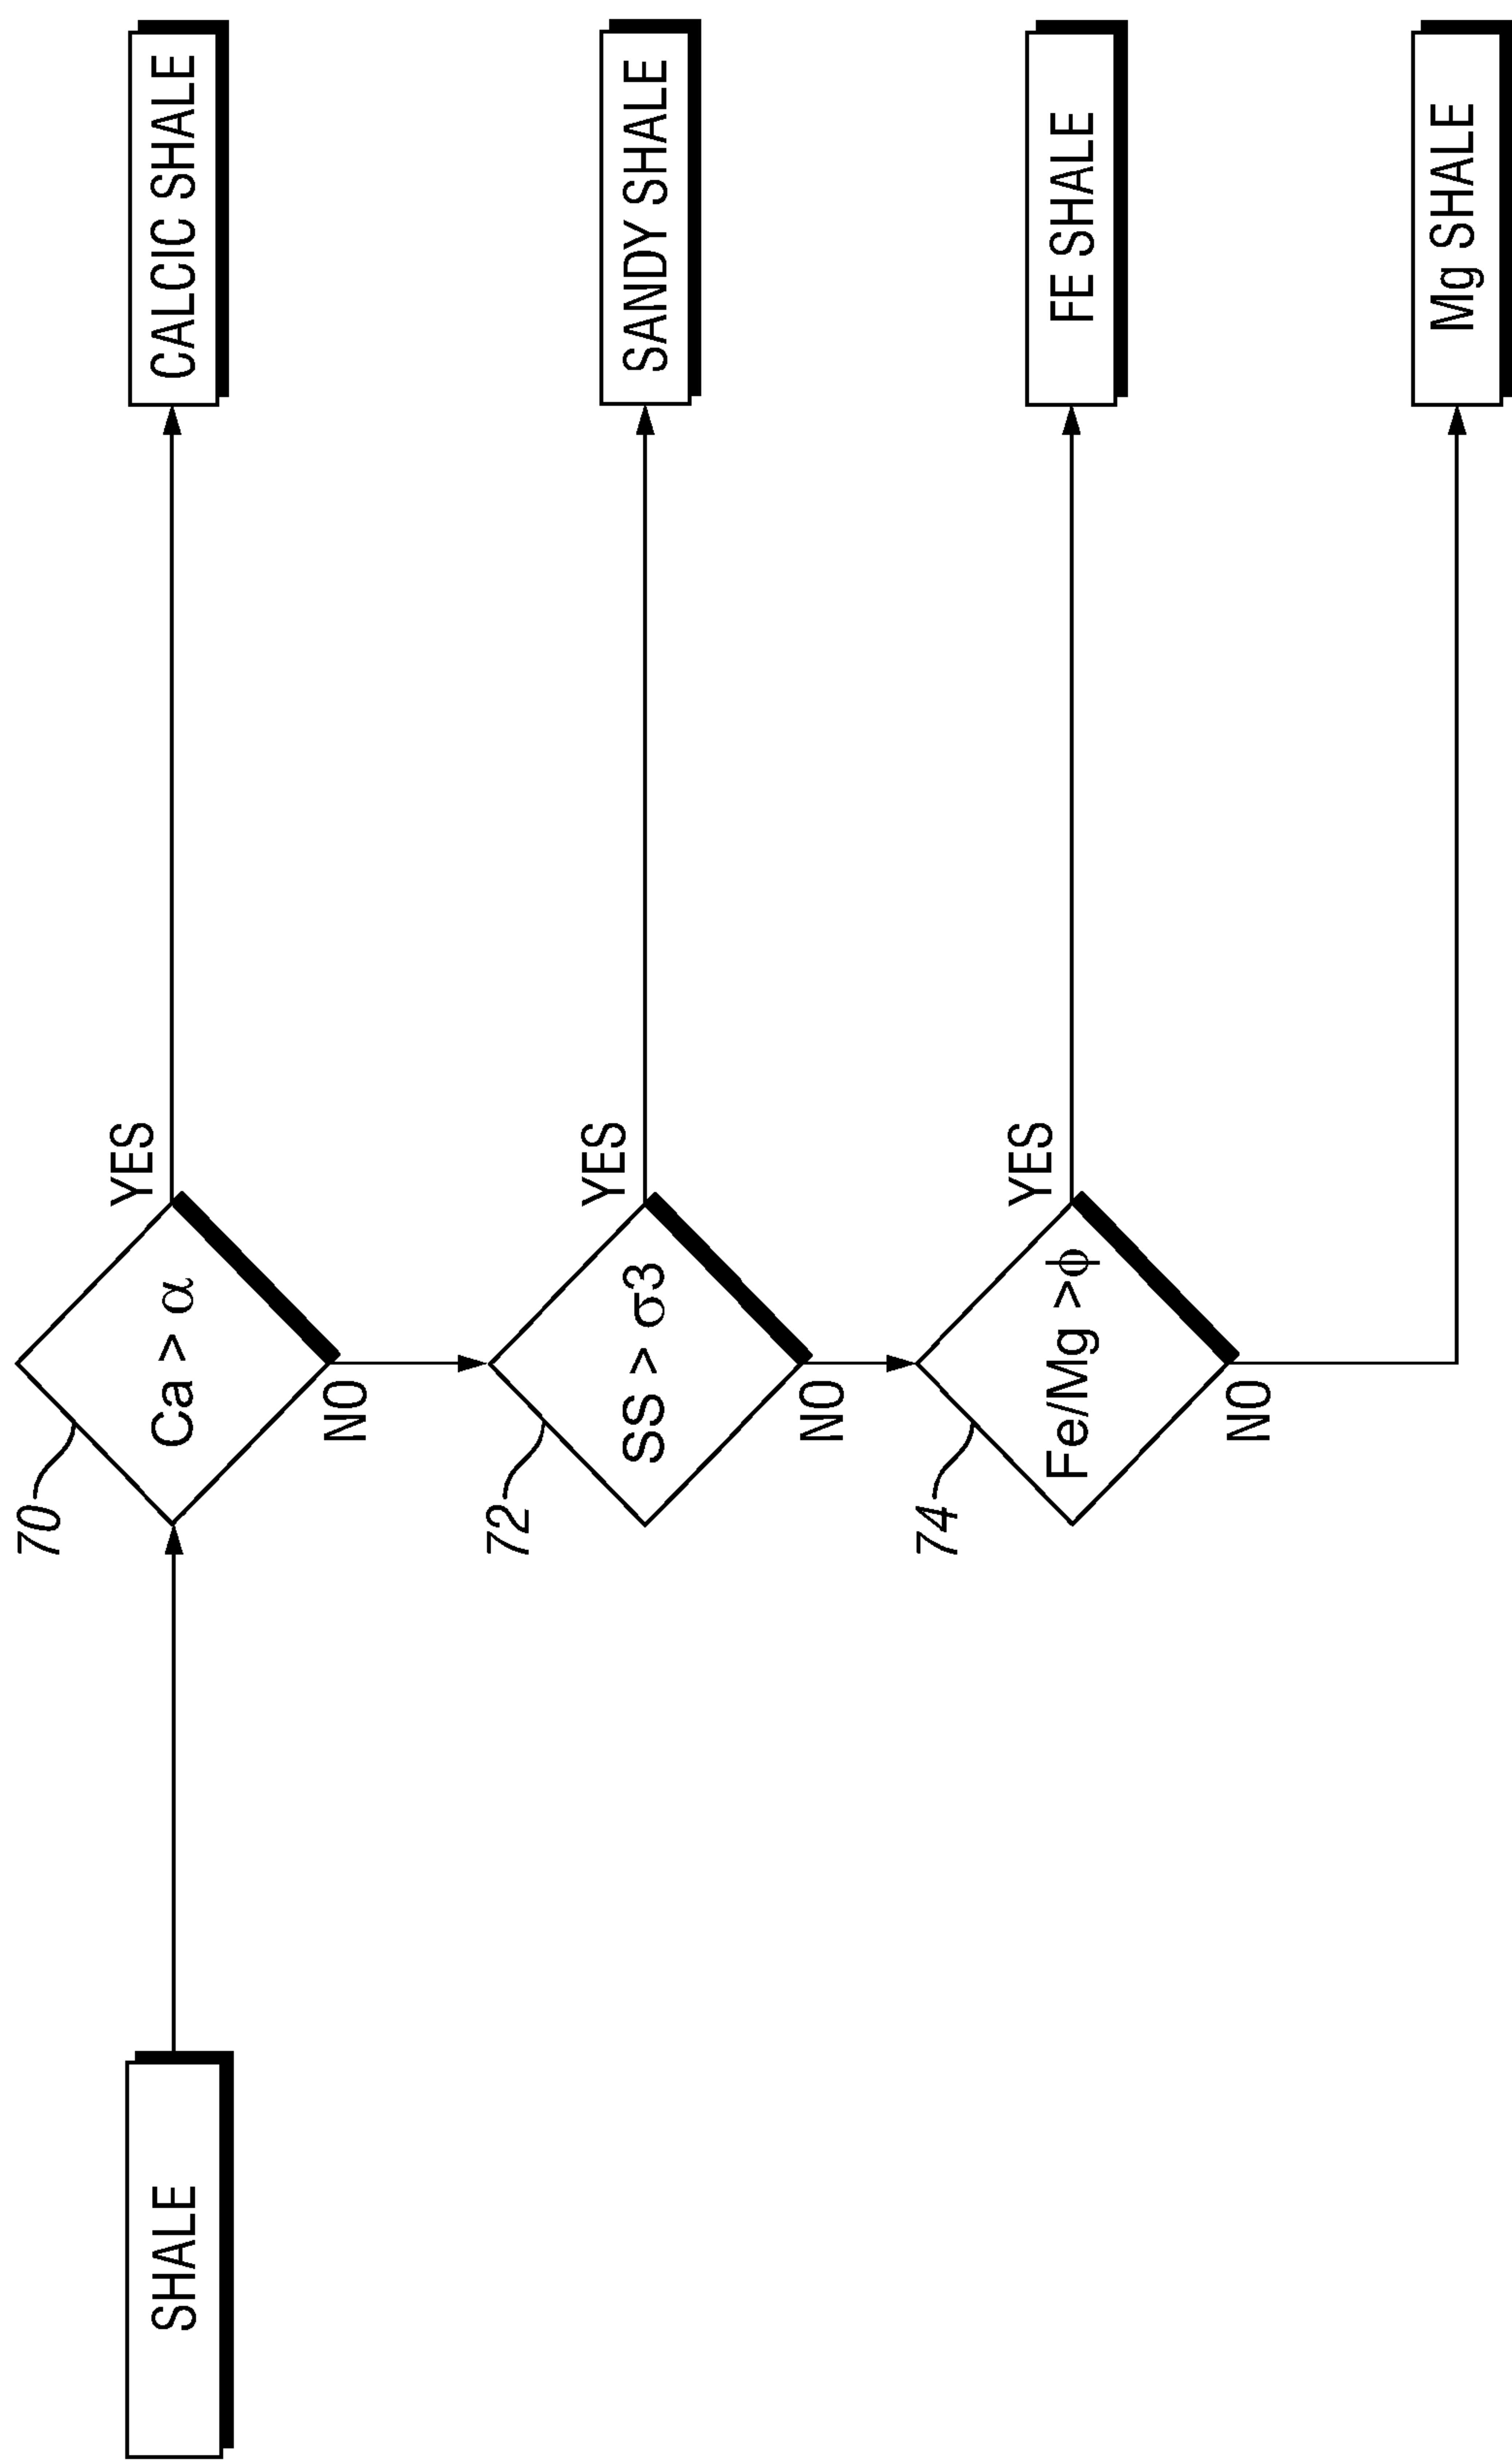 SHALE
70
Ca > α
YES
CALCIC SHALE
NO
72
SS > σ3
YES
SANDY SHALE
NO
74
Fe/Mg >ϕ
YES
FE SHALE
NO
Mg SHALE